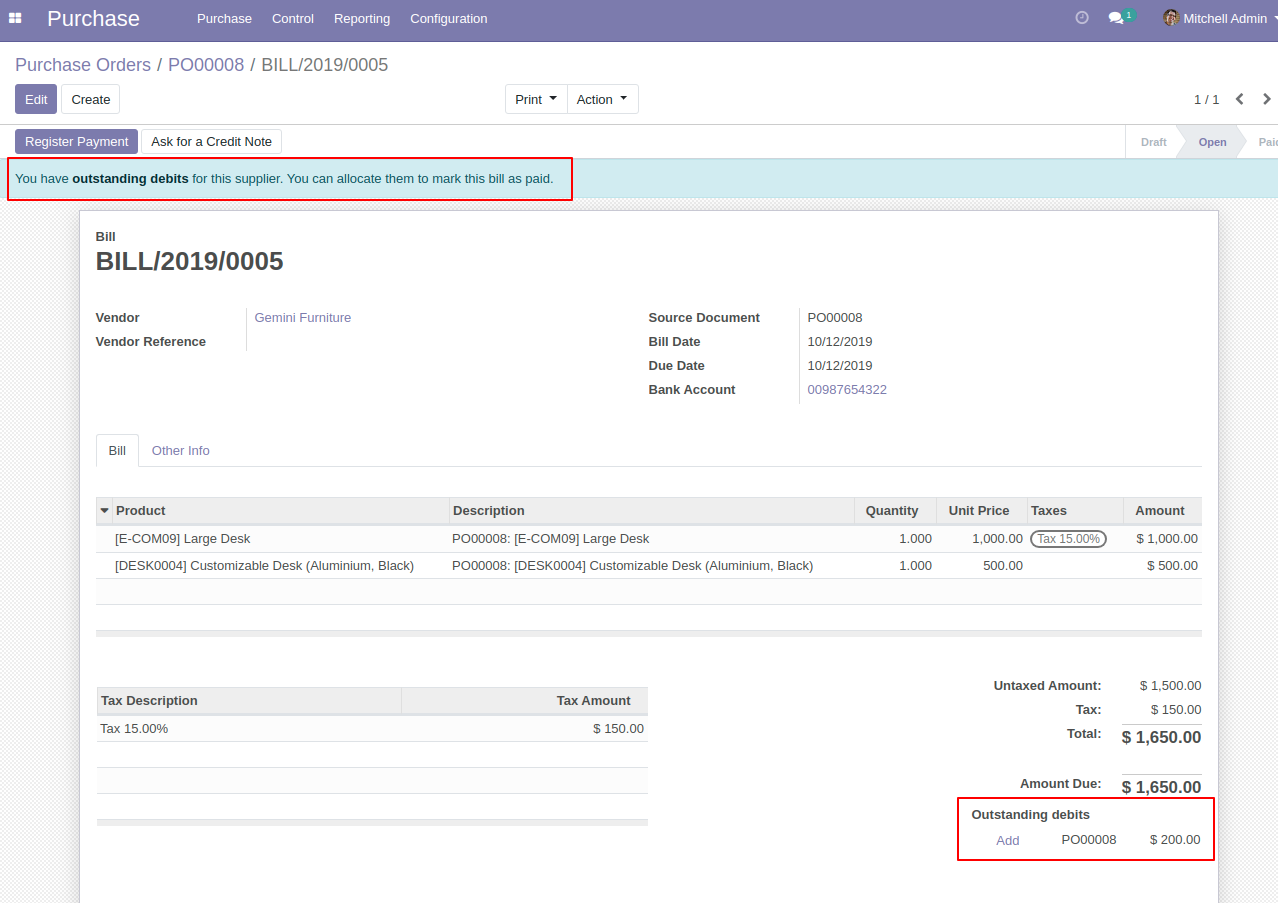 Purchase Purchase Control Reporting Configuration 1 Mitchell Admin
Purchase Orders / PO00008 / BILL/2019/0005
Edit Create Print Action 1 / 1
Register Payment Ask for a Credit Note Draft Open Paid
You have outstanding debits for this supplier. You can allocate them to mark this bill as paid.
Bill
BILL/2019/0005
Vendor Gemini Furniture Source Document PO00008
Vendor Reference Bill Date 10/12/2019
Due Date 10/12/2019
Bank Account 00987654322
Bill Other Info
Product Description Quantity Unit Price Taxes Amount
[E-COM09] Large Desk PO00008: [E-COM09] Large Desk 1.000 1,000.00 Tax 15.00% $ 1,000.00
[DESK0004] Customizable Desk (Aluminium, Black) PO00008: [DESK0004] Customizable Desk (Aluminium, Black) 1.000 500.00 $ 500.00
Untaxed Amount: $ 1,500.00
Tax Description Tax Amount Tax: $ 150.00
Tax 15.00% $ 150.00 Total: $ 1,650.00
Amount Due: $ 1,650.00
Outstanding debits
Add PO00008 $ 200.00